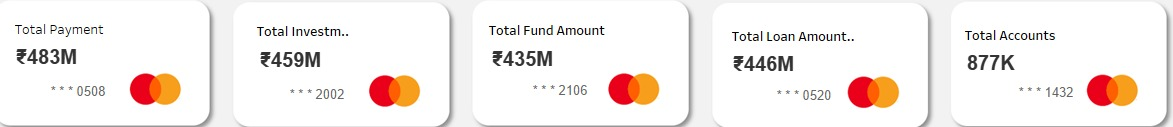 Total Payment
₹483M
* * * 0508
Total Investm..
₹459M
* * * 2002
Total Fund Amount
₹435M
* * * 2106
Total Loan Amount..
₹446M
* * * 0520
Total Accounts
877K
* * * 1432